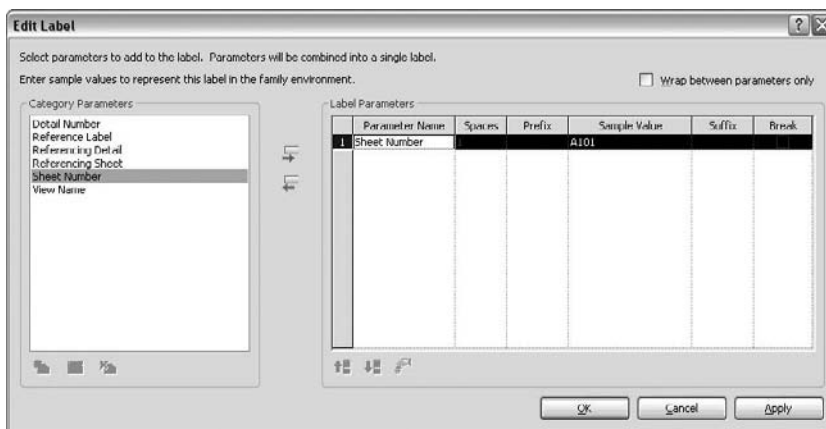 Edit Label
Select parameters to add to the label. Parameters will be combined into a single label.
Enter sample values to represent this label in the family environment.
Wrap between parameters only
Category Parameters
Detail Number
Reference Label
Referencing Detail
Referencing Sheet
Sheet Number
View Name
Label Parameters
Parameter Name Spaces Prefix Sample Value Suffix Break
1 Sheet Number A101
OK Cancel Apply